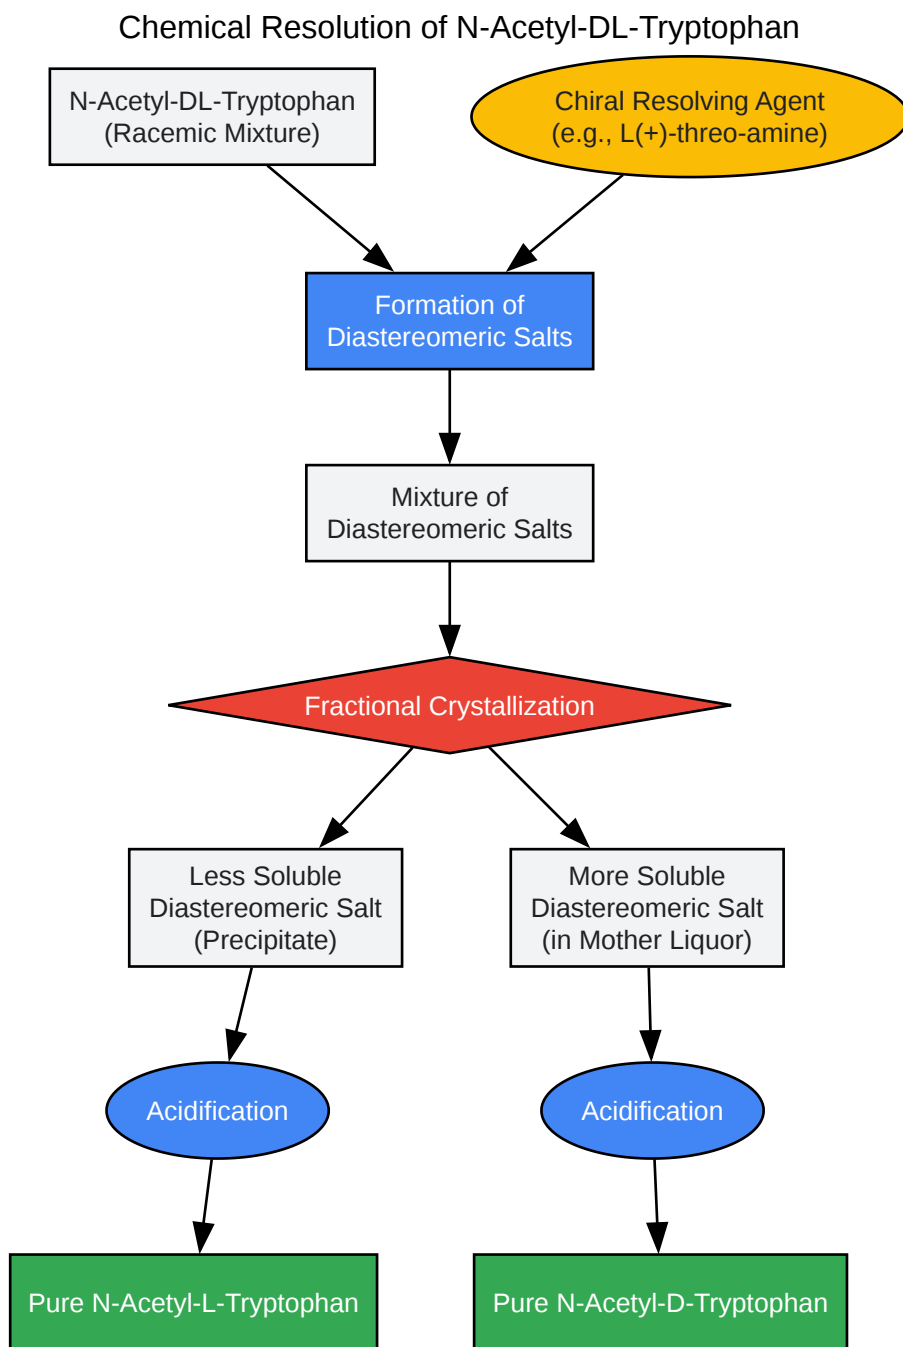 Chemical Resolution of N-Acetyl-DL-Tryptophan
N-Acetyl-DL-Tryptophan
(Racemic Mixture)
Chiral Resolving Agent
(e.g., L(+)-threo-amine)
Formation of
Diastereomeric Salts
Mixture of
Diastereomeric Salts
Fractional Crystallization
Less Soluble
Diastereomeric Salt
(Precipitate)
More Soluble
Diastereomeric Salt
(in Mother Liquor)
Acidification
Acidification
Pure N-Acetyl-L-Tryptophan
Pure N-Acetyl-D-Tryptophan